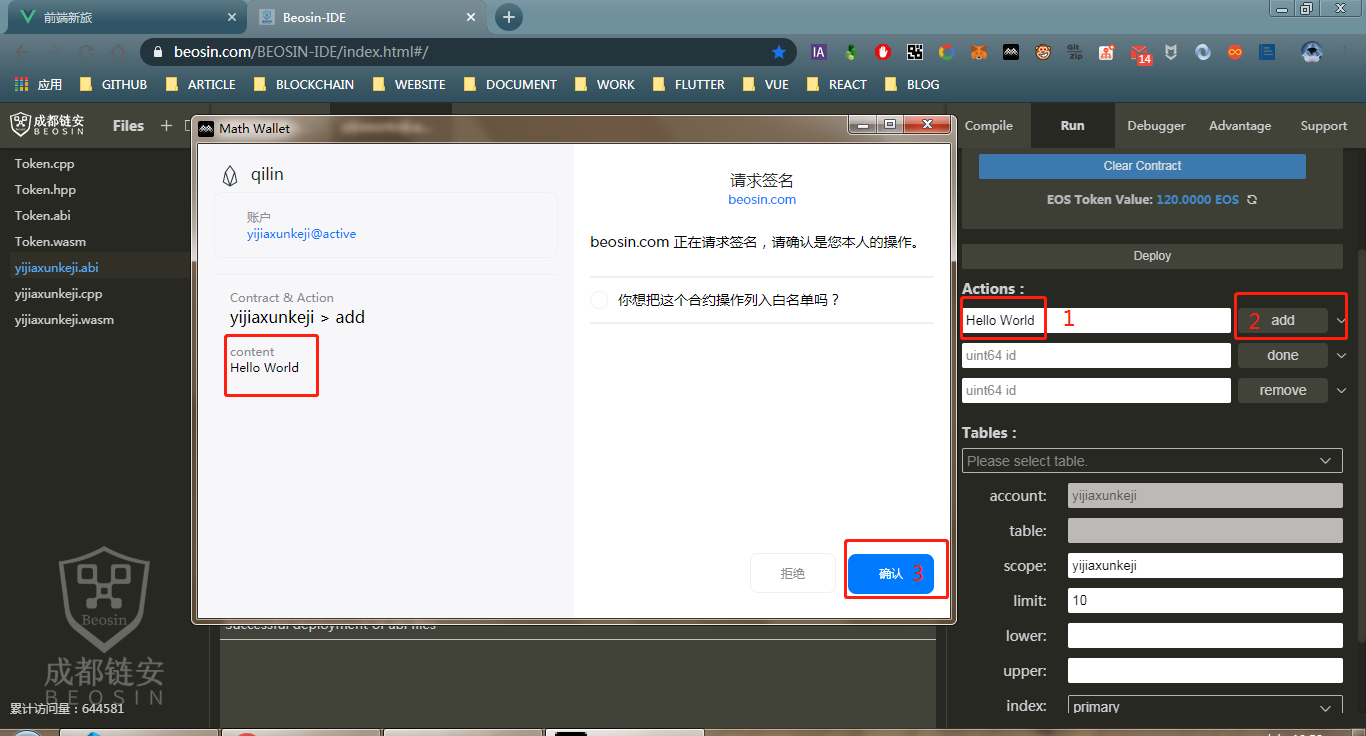 前端新旅
Beosin-IDE
beosin.com/BEOSIN-IDE/index.html#/
IA
Git
zip
14
应用
GITHUB
ARTICLE
BLOCKCHAIN
WEBSITE
DOCUMENT
WORK
FLUTTER
VUE
REACT
BLOG
成都链安
BEOSIN
Files
Compile
Run
Debugger
Advantage
Support
Token.cpp
Token.hpp
Token.abi
Token.wasm
yijiaxunkeji.abi
yijiaxunkeji.cpp
yijiaxunkeji.wasm
Beosin
成都链安
BEOSIN
累计访问量：644581
Math Wallet
qilin
账户
yijiaxunkeji@active
Contract & Action
yijiaxunkeji > add
content
Hello World
请求签名
beosin.com
beosin.com 正在请求签名，请确认是您本人的操作。
你想把这个合约操作列入白名单吗？
拒绝
确认 3
Successful deployment of abi files
Clear Contract
EOS Token Value: 120.0000 EOS
Deploy
Actions :
Hello World 1 2 add
uint64 id done
uint64 id remove
Tables :
Please select table.
account: yijiaxunkeji
table:
scope: yijiaxunkeji
limit: 10
lower:
upper:
index: primary